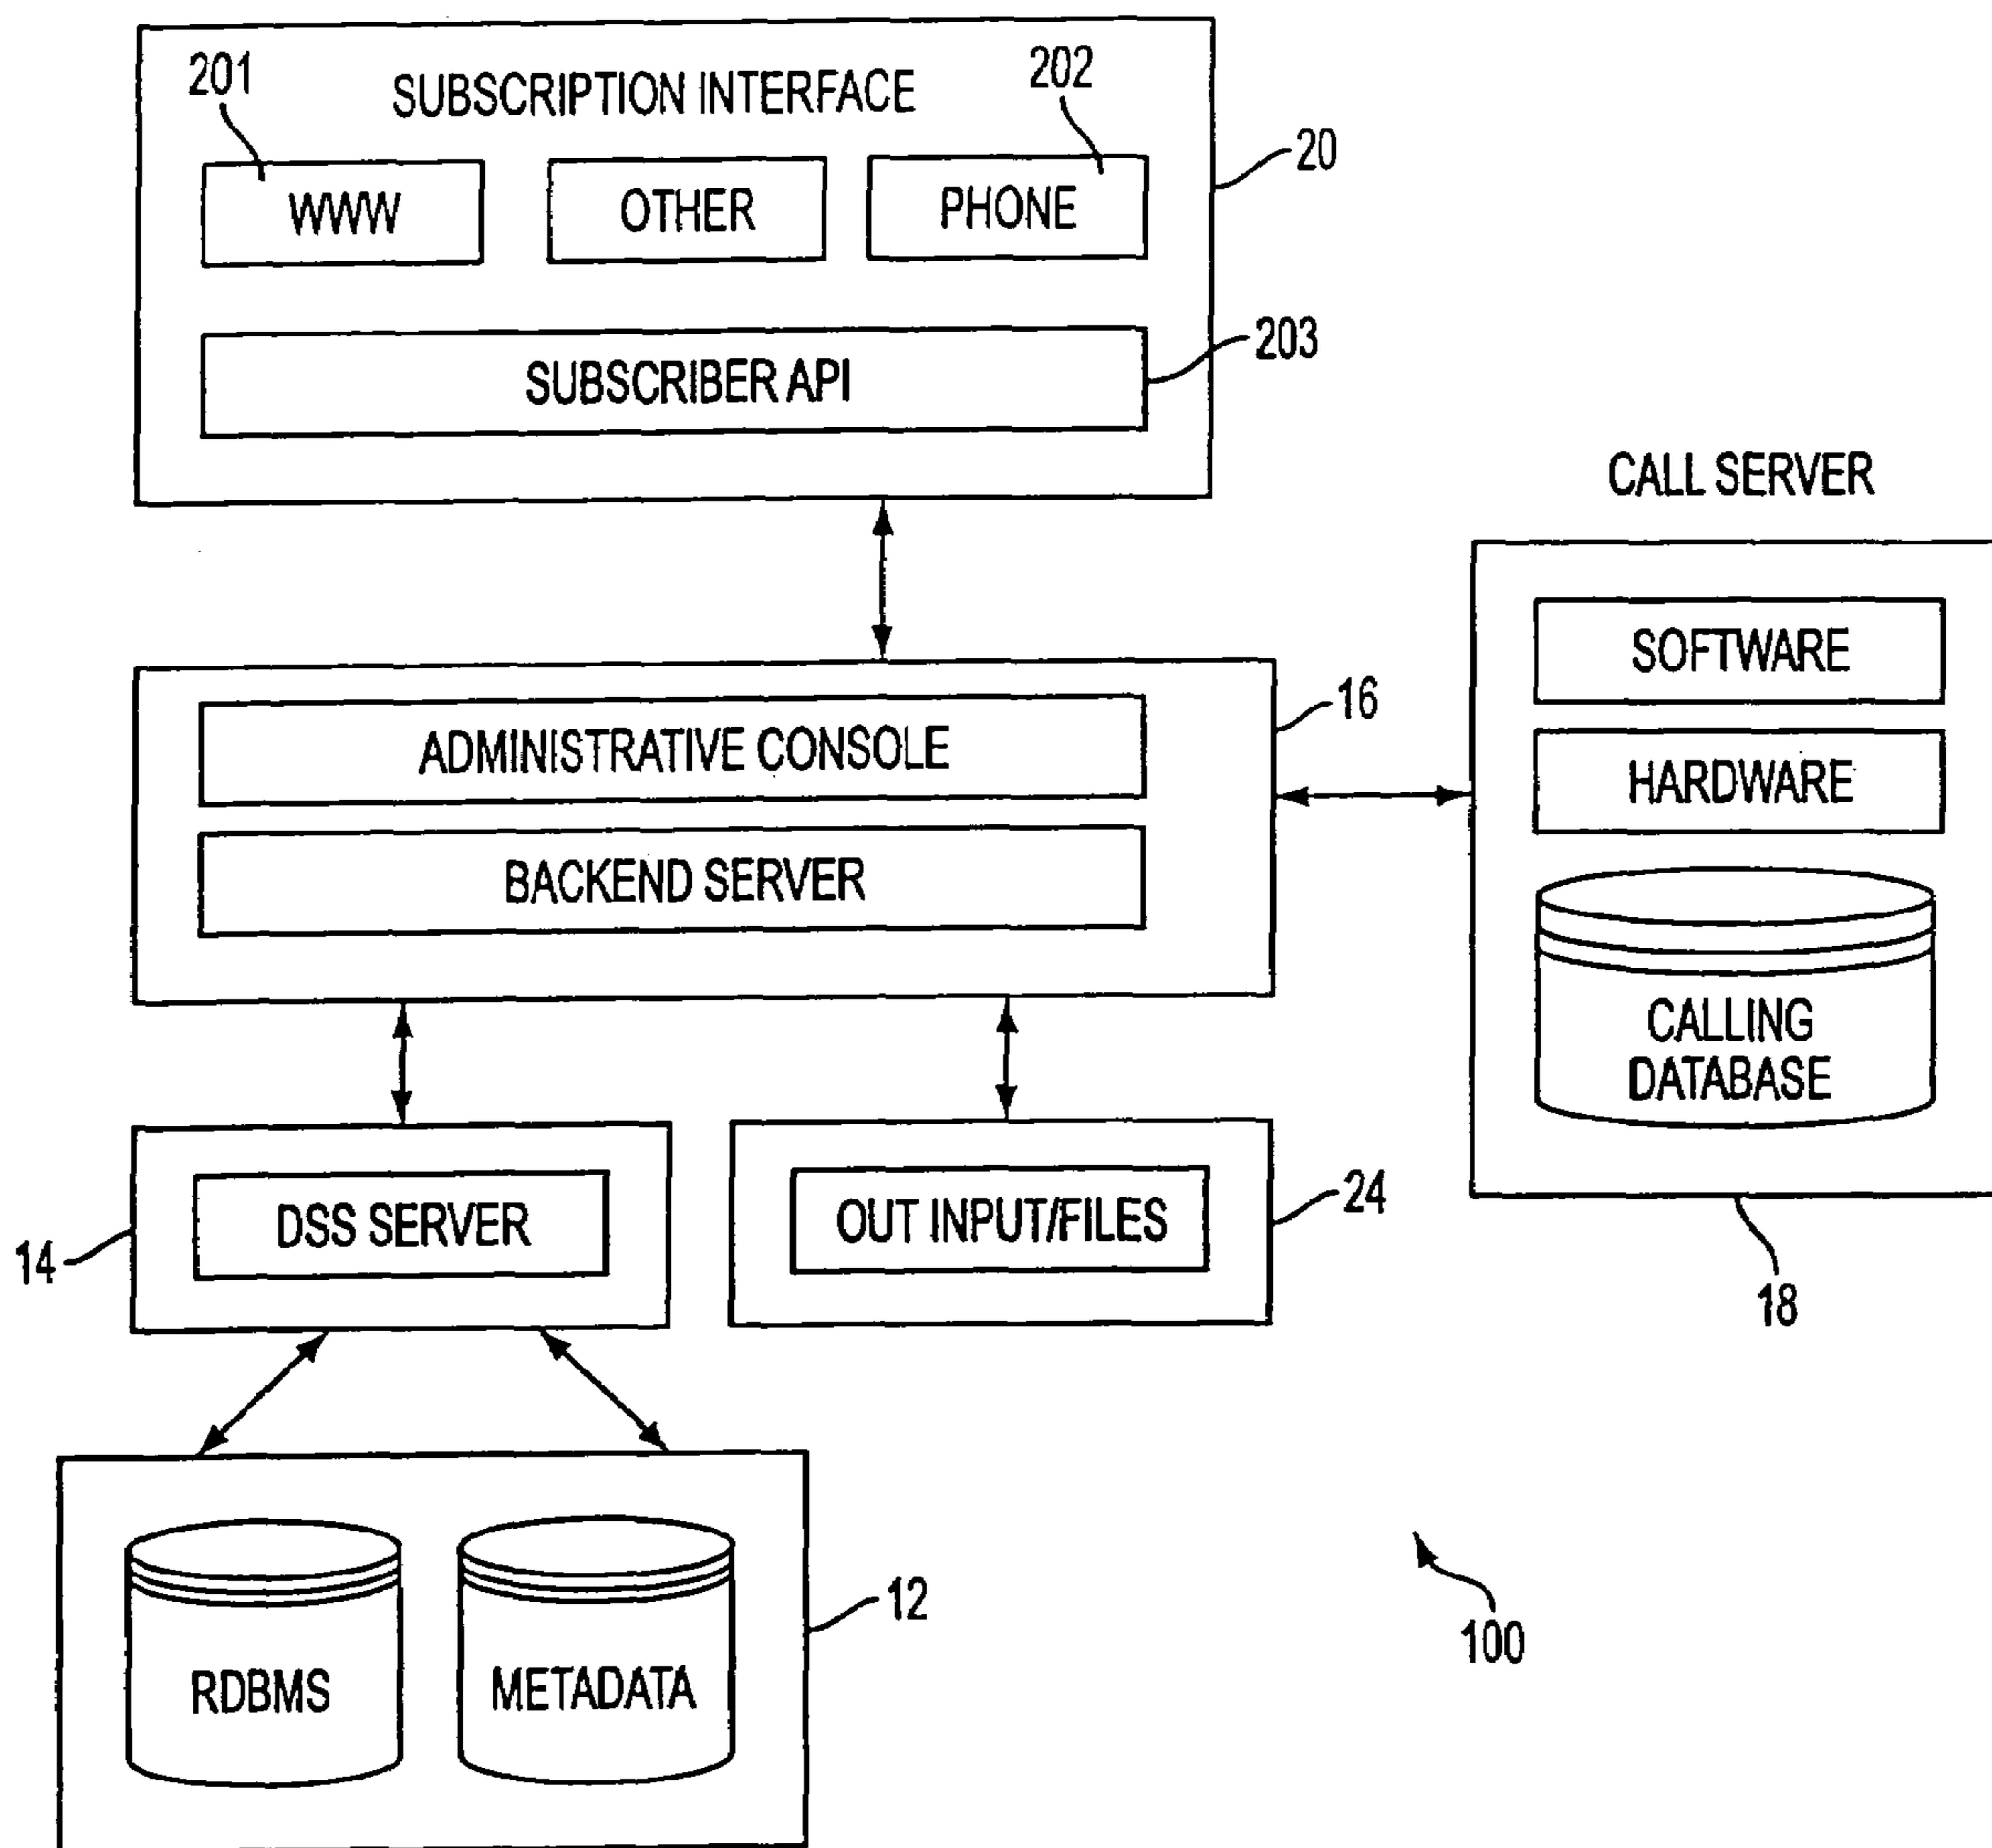 201
SUBSCRIPTION INTERFACE
202
20
WWW
OTHER
PHONE
SUBSCRIBER API
203
CALL SERVER
SOFTWARE
HARDWARE
CALLING
DATABASE
18
16
ADMINISTRATIVE CONSOLE
BACKEND SERVER
14
DSS SERVER
OUT INPUT/FILES
24
RDBMS
METADATA
12
100